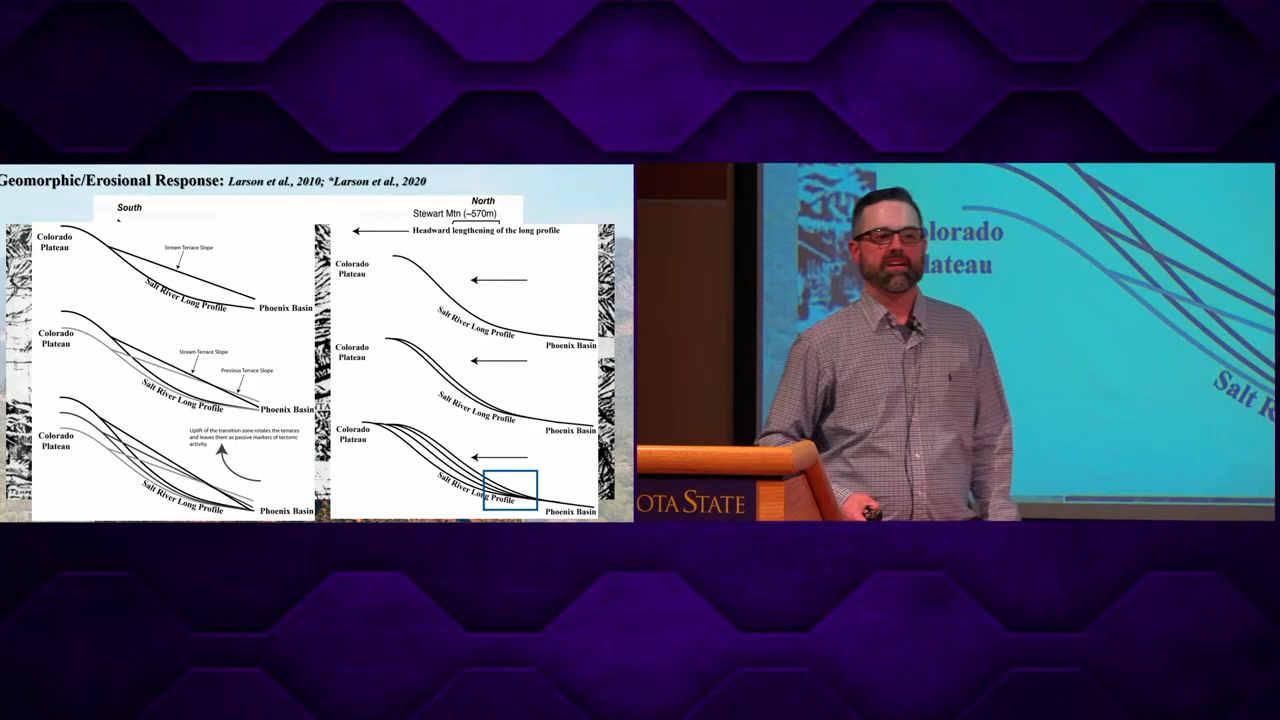 Geomorphic/Erosional Response: Larson et al., 2010; *Larson et al., 2020
South
North
Stewart Mtn (~570m)
Headward lengthening of the long profile
Colorado
Plateau
Stream Terrace Slope
Salt River Long Profile
Phoenix Basin
Colorado
Plateau
Stream Terrace Slope
Previous Terrace Slope
Salt River Long Profile
Phoenix Basin
Colorado
Plateau
Uplift of the transition zone rotates the terraces
and leaves them as passive markers of tectonic
activity.
Salt River Long Profile
Phoenix Basin
Colorado
Plateau
Salt River Long Profile
Phoenix Basin
Colorado
Plateau
Salt River Long Profile
Phoenix Basin
Colorado
Plateau
Salt River Long Profile
Phoenix Basin
olorado
lateau
Salt R
OTA STATE